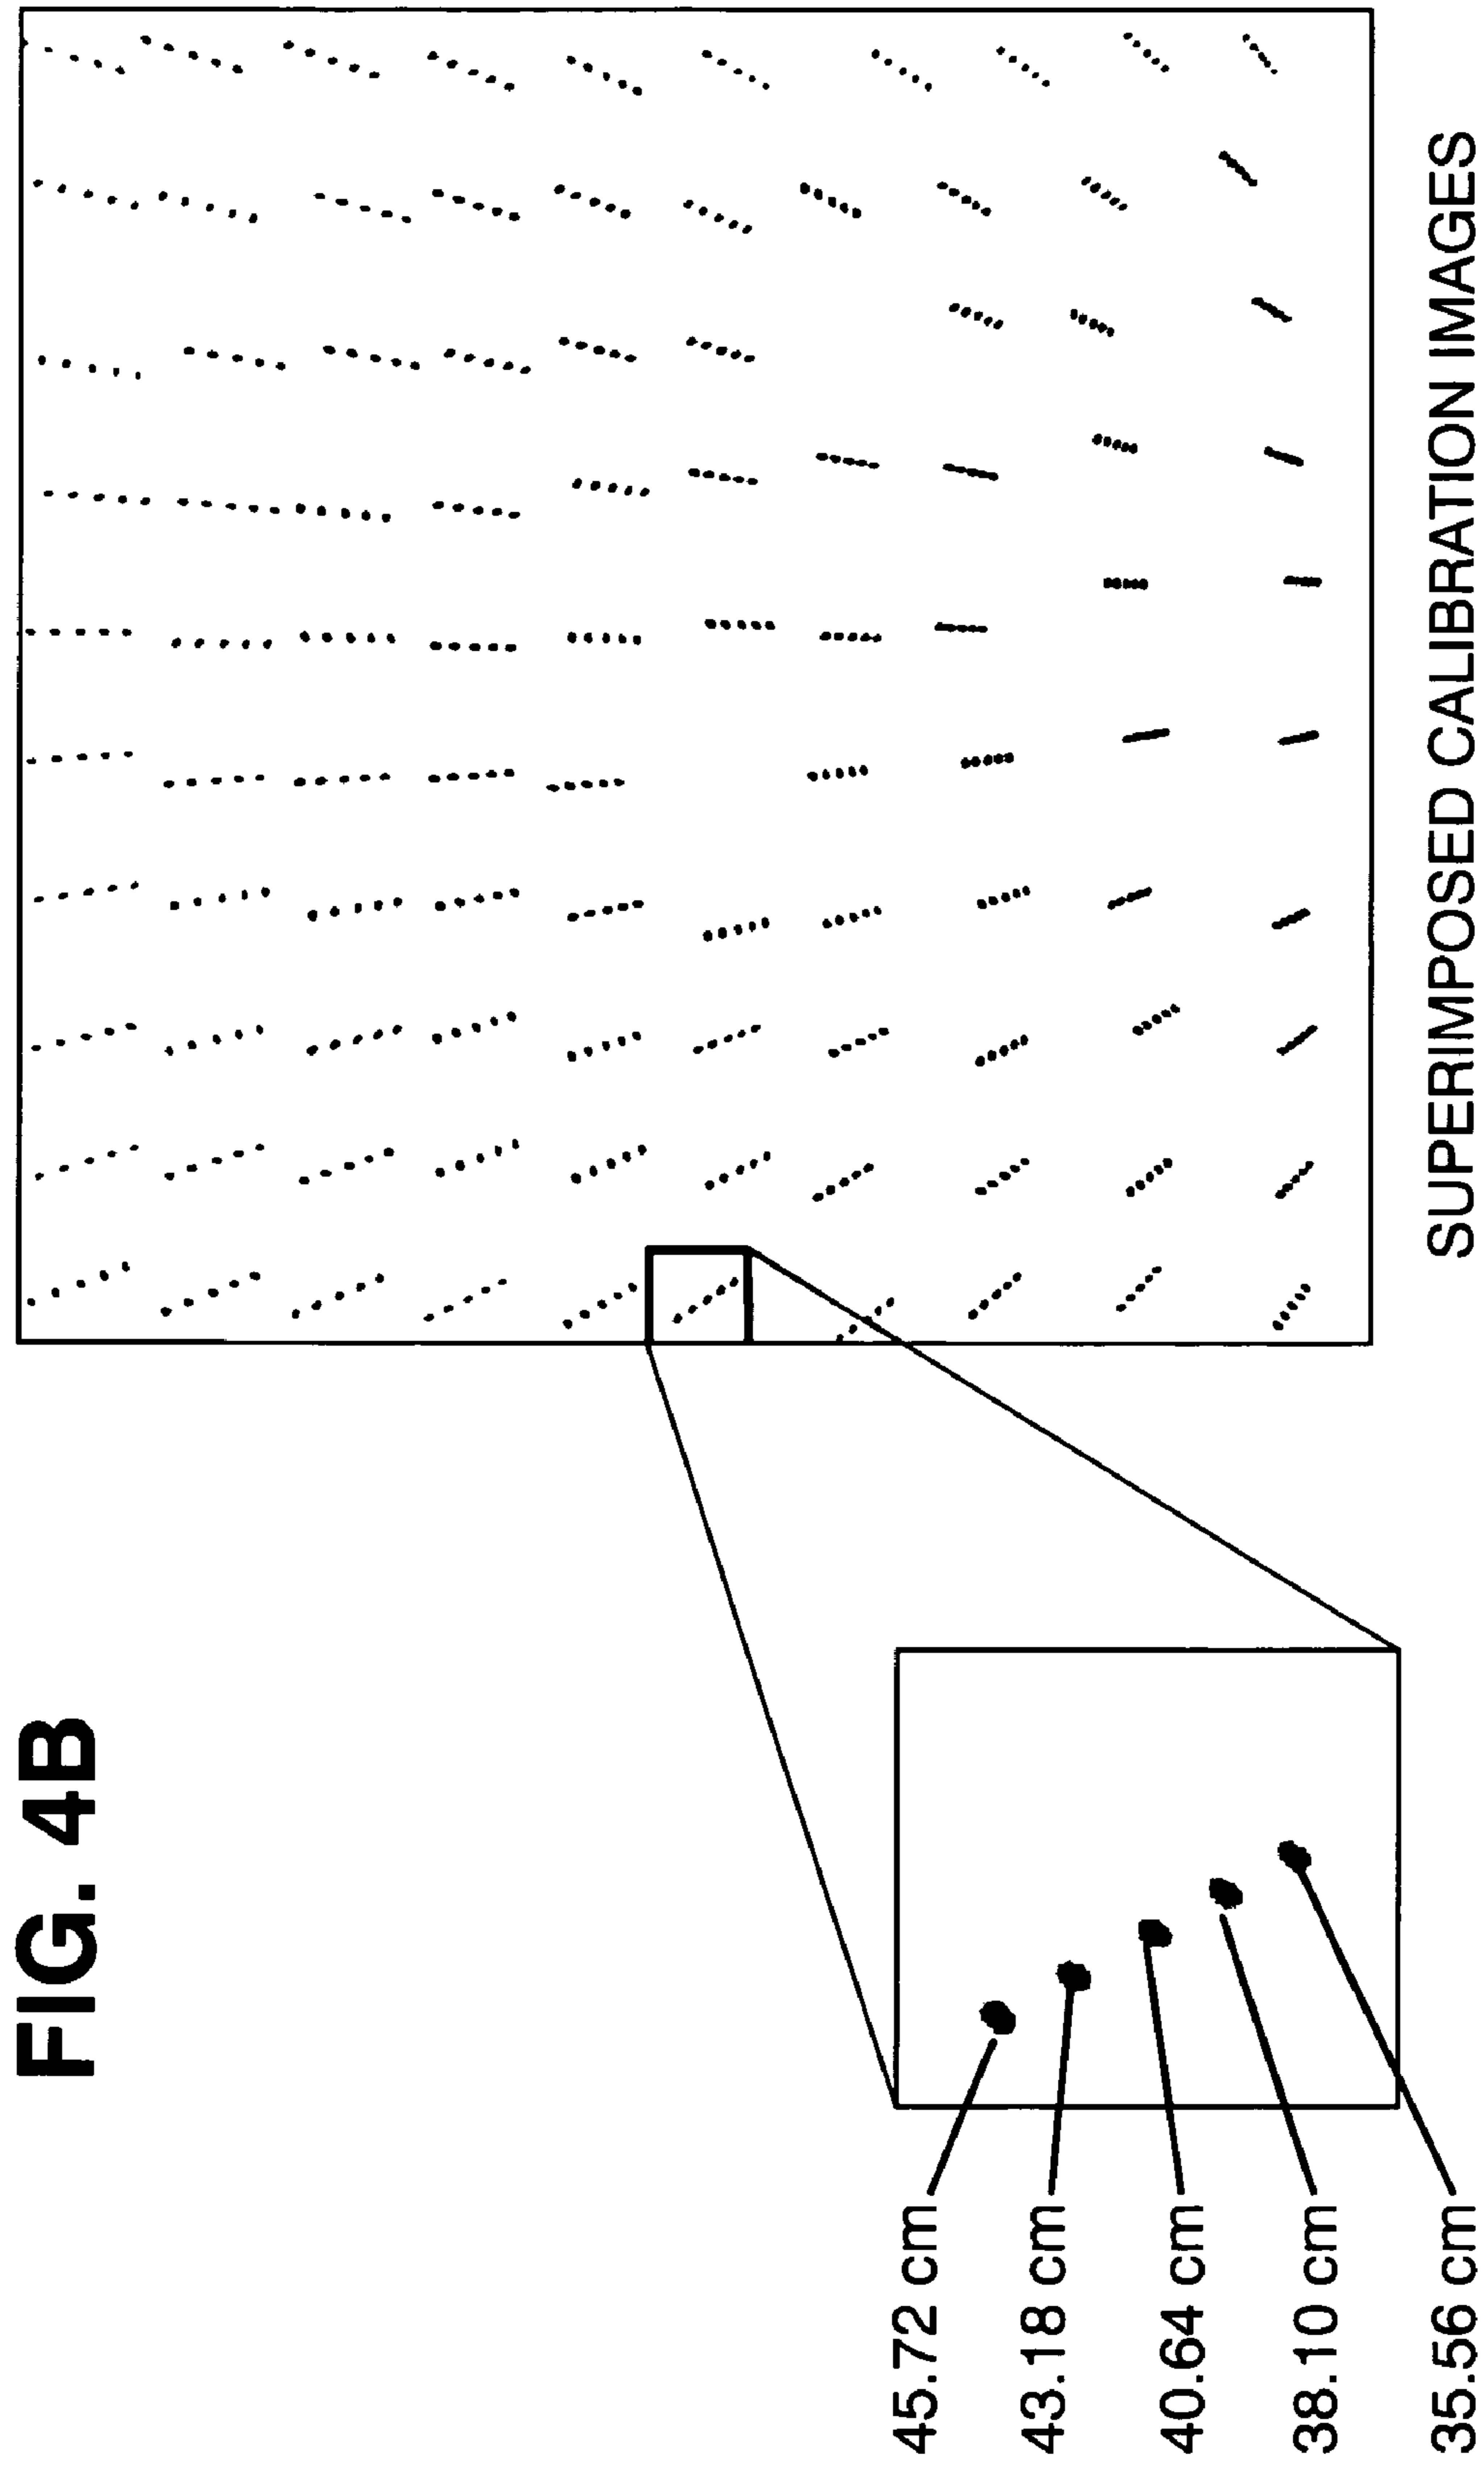 FIG. 4B
45.72 cm
43.18 cm
40.64 cm
38.10 cm
35.56 cm
SUPERIMPOSED CALIBRATION IMAGES